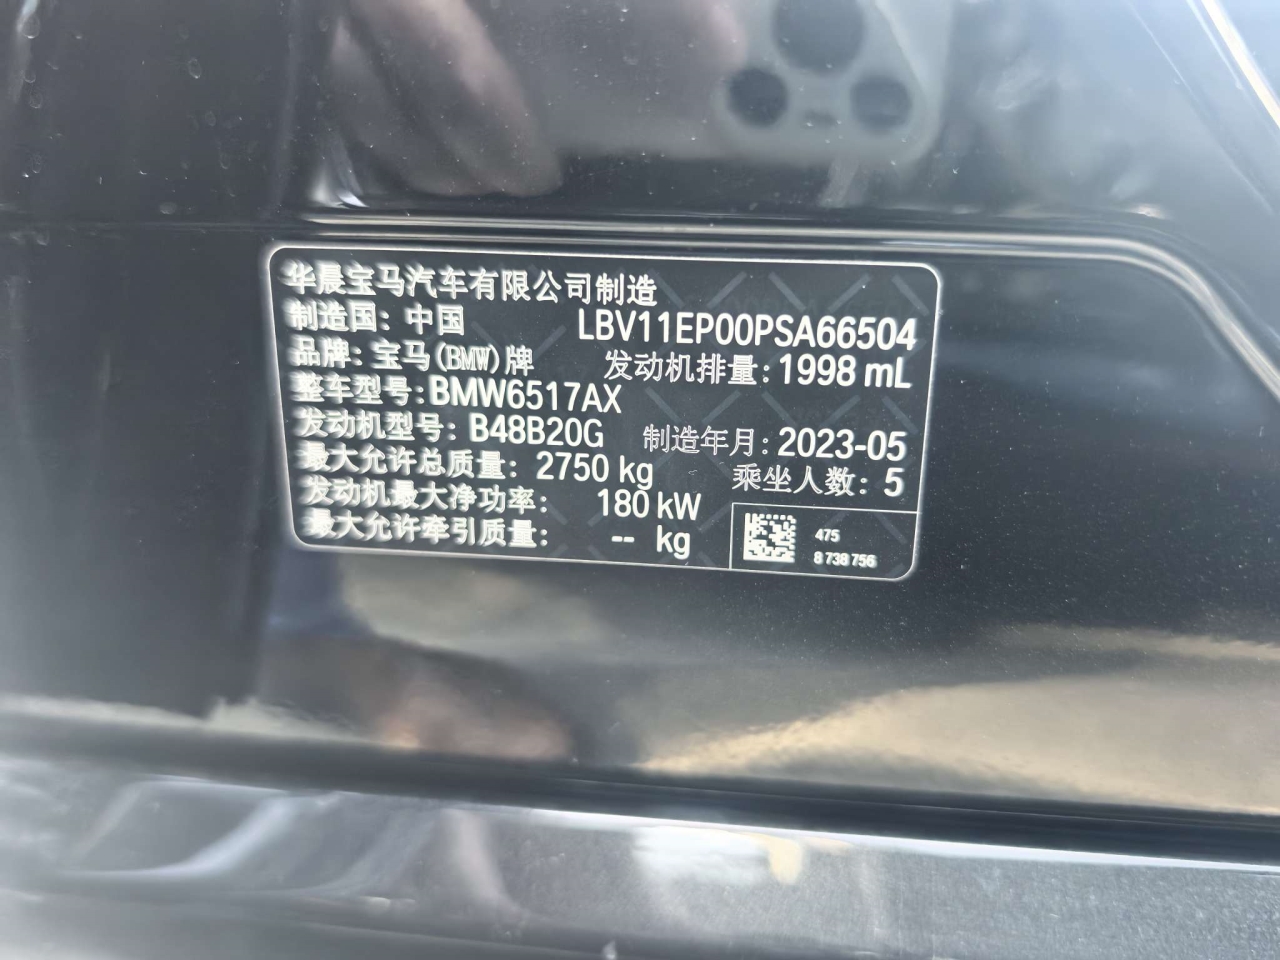 华晨宝马汽车有限公司制造
制造国：中国 LBV11EP00PSA66504
品牌：宝马(BMW)牌 发动机排量：1998 mL
整车型号：BMW6517AX
发动机型号：B48B20G 制造年月：2023-05
最大允许总质量：2750 kg 乘坐人数：5
发动机最大净功率：180 kW
最大允许牵引质量：-- kg
475
8 738 756